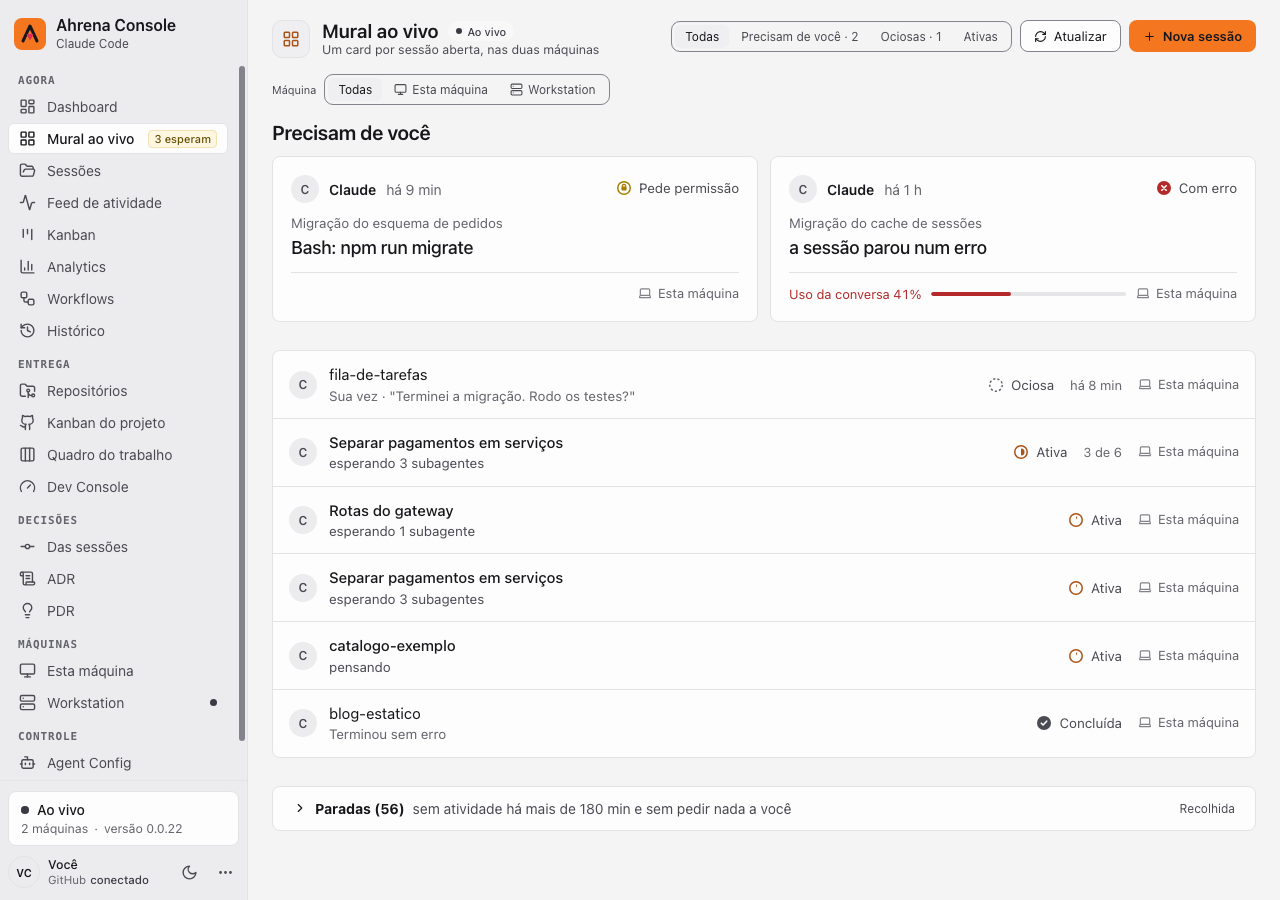 Ahrena Console
Claude Code
AGORA
Dashboard
Mural ao vivo 3 esperam
Sessões
Feed de atividade
Kanban
Analytics
Workflows
Histórico
ENTREGA
Repositórios
Kanban do projeto
Quadro do trabalho
Dev Console
DECISÕES
Das sessões
ADR
PDR
MÁQUINAS
Esta máquina
Workstation
CONTROLE
Agent Config
Ao vivo
2 máquinas · versão 0.0.22
VC
Você
GitHub conectado
Mural ao vivo
Ao vivo
Um card por sessão aberta, nas duas máquinas
Todas Precisam de você · 2 Ociosas · 1 Ativas
Atualizar
+ Nova sessão
Máquina Todas Esta máquina Workstation
Precisam de você
C Claude há 9 min Pede permissão
Migração do esquema de pedidos
Bash: npm run migrate
Esta máquina
C Claude há 1 h Com erro
Migração do cache de sessões
a sessão parou num erro
Uso da conversa 41% Esta máquina
C fila-de-tarefas
Sua vez · "Terminei a migração. Rodo os testes?"
Ociosa há 8 min Esta máquina
C Separar pagamentos em serviços
esperando 3 subagentes
Ativa 3 de 6 Esta máquina
C Rotas do gateway
esperando 1 subagente
Ativa Esta máquina
C Separar pagamentos em serviços
esperando 3 subagentes
Ativa Esta máquina
C catalogo-exemplo
pensando
Ativa Esta máquina
C blog-estatico
Terminou sem erro
Concluída Esta máquina
Paradas (56) sem atividade há mais de 180 min e sem pedir nada a você Recolhida